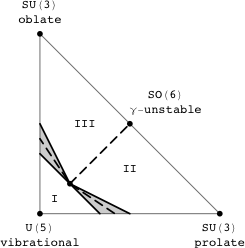 SU(3)
oblate
SO(6)
γ-unstable
III
II
I
U(5)
vibrational
SU(3)
prolate